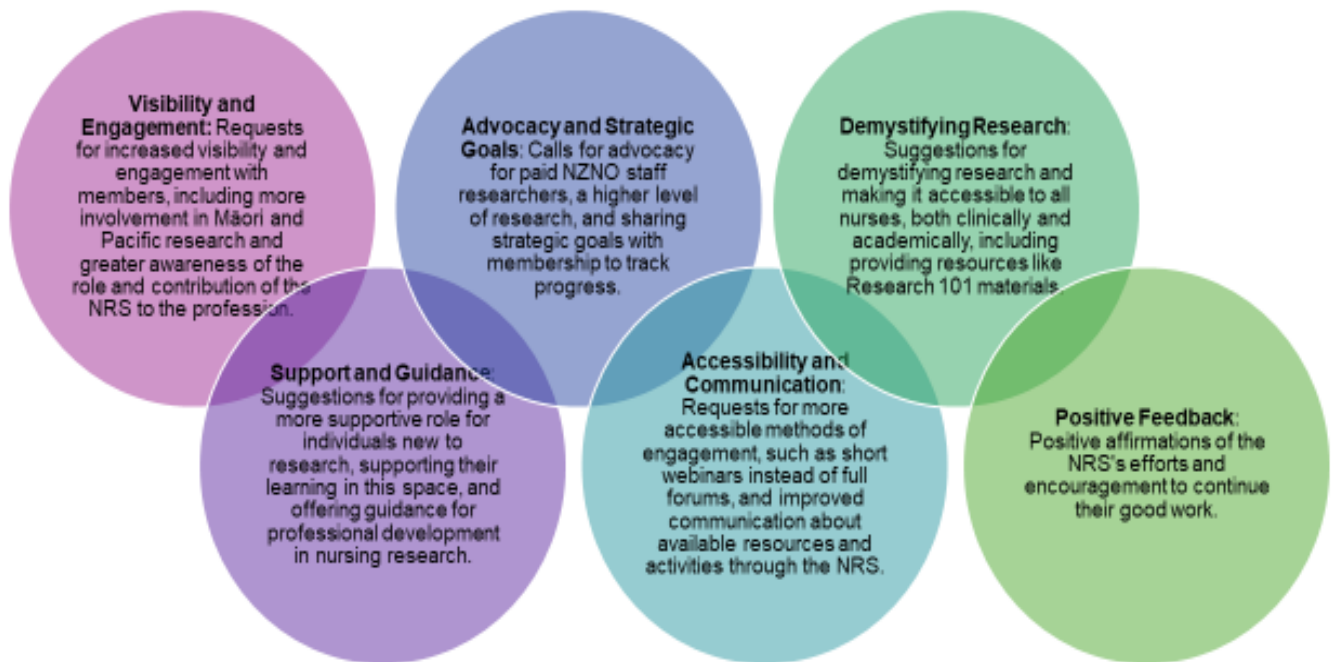 Visibility and
Engagement: Requests
for increased visibility and
engagement with
members, including more
involvement in Māori and
Pacific research and
greater awareness of the
role and contribution of the
NRS to the profession.
Support and Guidance:
Suggestions for providing a
more supportive role for
individuals new to
research, supporting their
learning in this space, and
offering guidance for
professional development
in nursing research.
Advocacy and Strategic
Goals: Calls for advocacy
for paid NZNO staff
researchers, a higher level
of research, and sharing
strategic goals with
membership to track
progress.
Accessibility and
Communication:
Requests for more
accessible methods of
engagement, such as short
webinars instead of full
forums, and improved
communication about
available resources and
activities through the NRS.
Demystifying Research:
Suggestions for
demystifying research and
making it accessible to all
nurses, both clinically and
academically, including
providing resources like
Research 101 materials.
Positive Feedback:
Positive affirmations of the
NRS's efforts and
encouragement to continue
their good work.